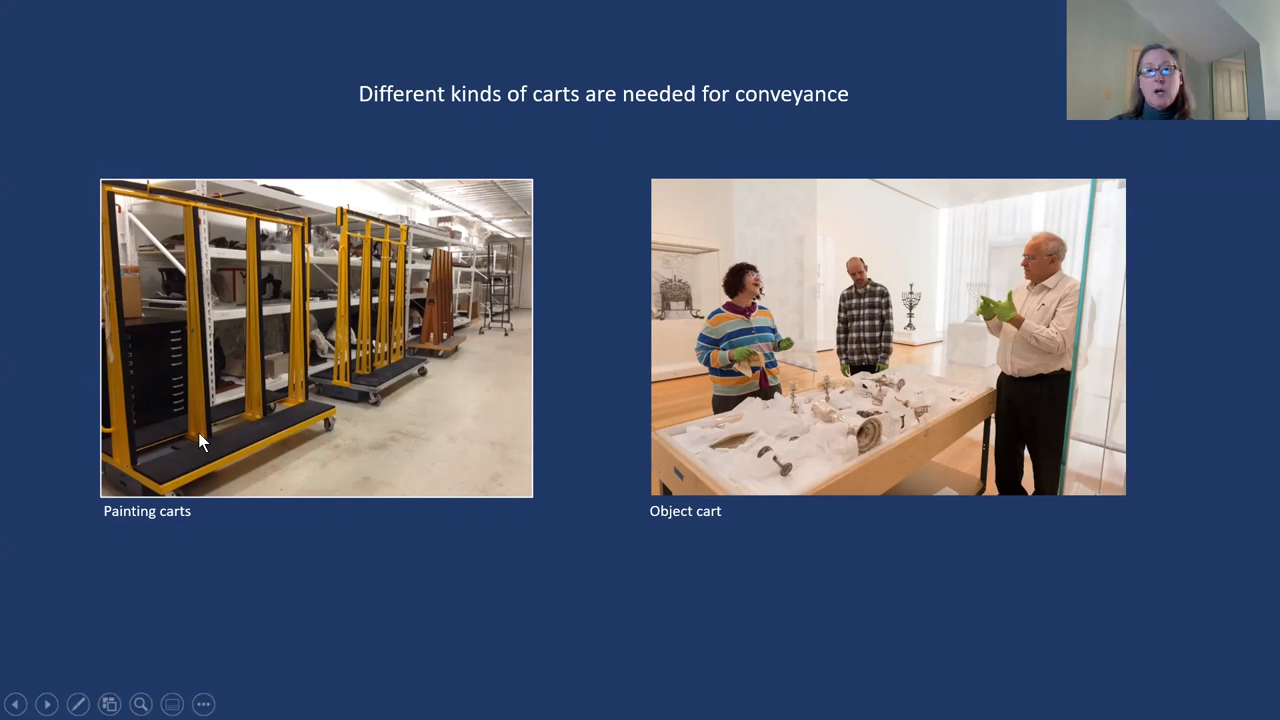 Different kinds of carts are needed for conveyance
Painting carts
Object cart